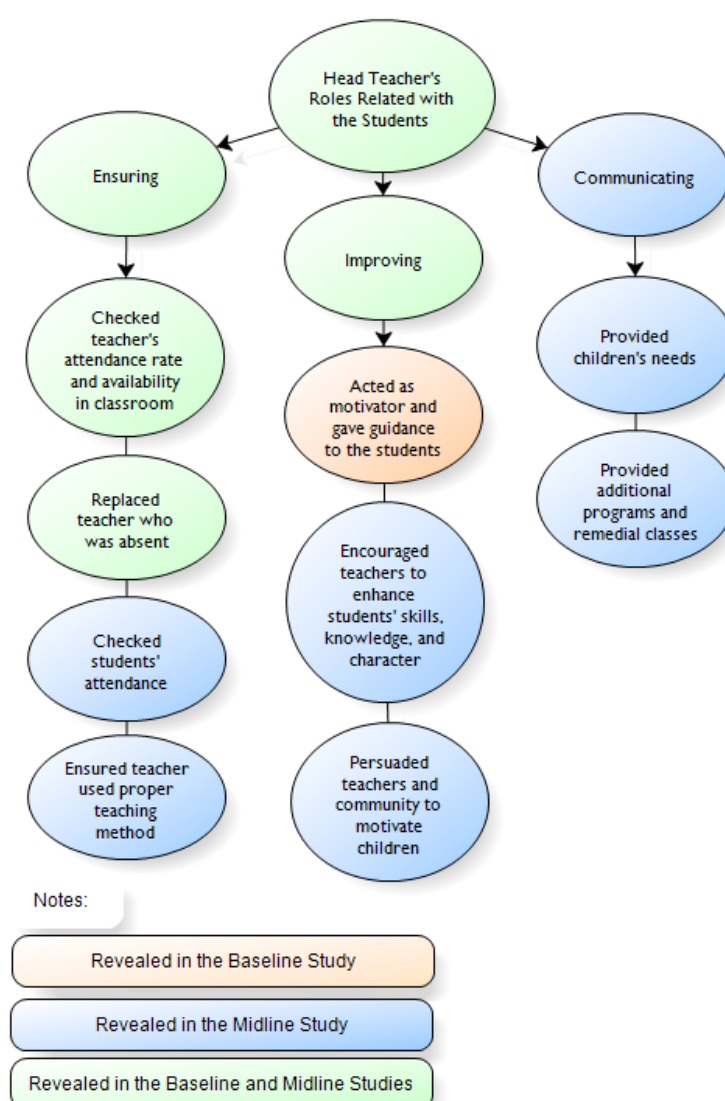 Head Teacher's
Roles Related with
the Students
Ensuring
Communicating
Improving
Checked
teacher's
attendance rate
and availability
in classroom
Provided
children's needs
Acted as
motivator and
gave guidance
to the students
Replaced
teacher who
was absent
Provided
additional
programs and
remedial classes
Encouraged
teachers to
enhance
students' skills,
knowledge, and
character
Checked
students'
attendance
Ensured teacher
used proper
teaching
method
Persuaded
teachers and
community to
motivate
children
Notes:
Revealed in the Baseline Study
Revealed in the Midline Study
Revealed in the Baseline and Midline Studies